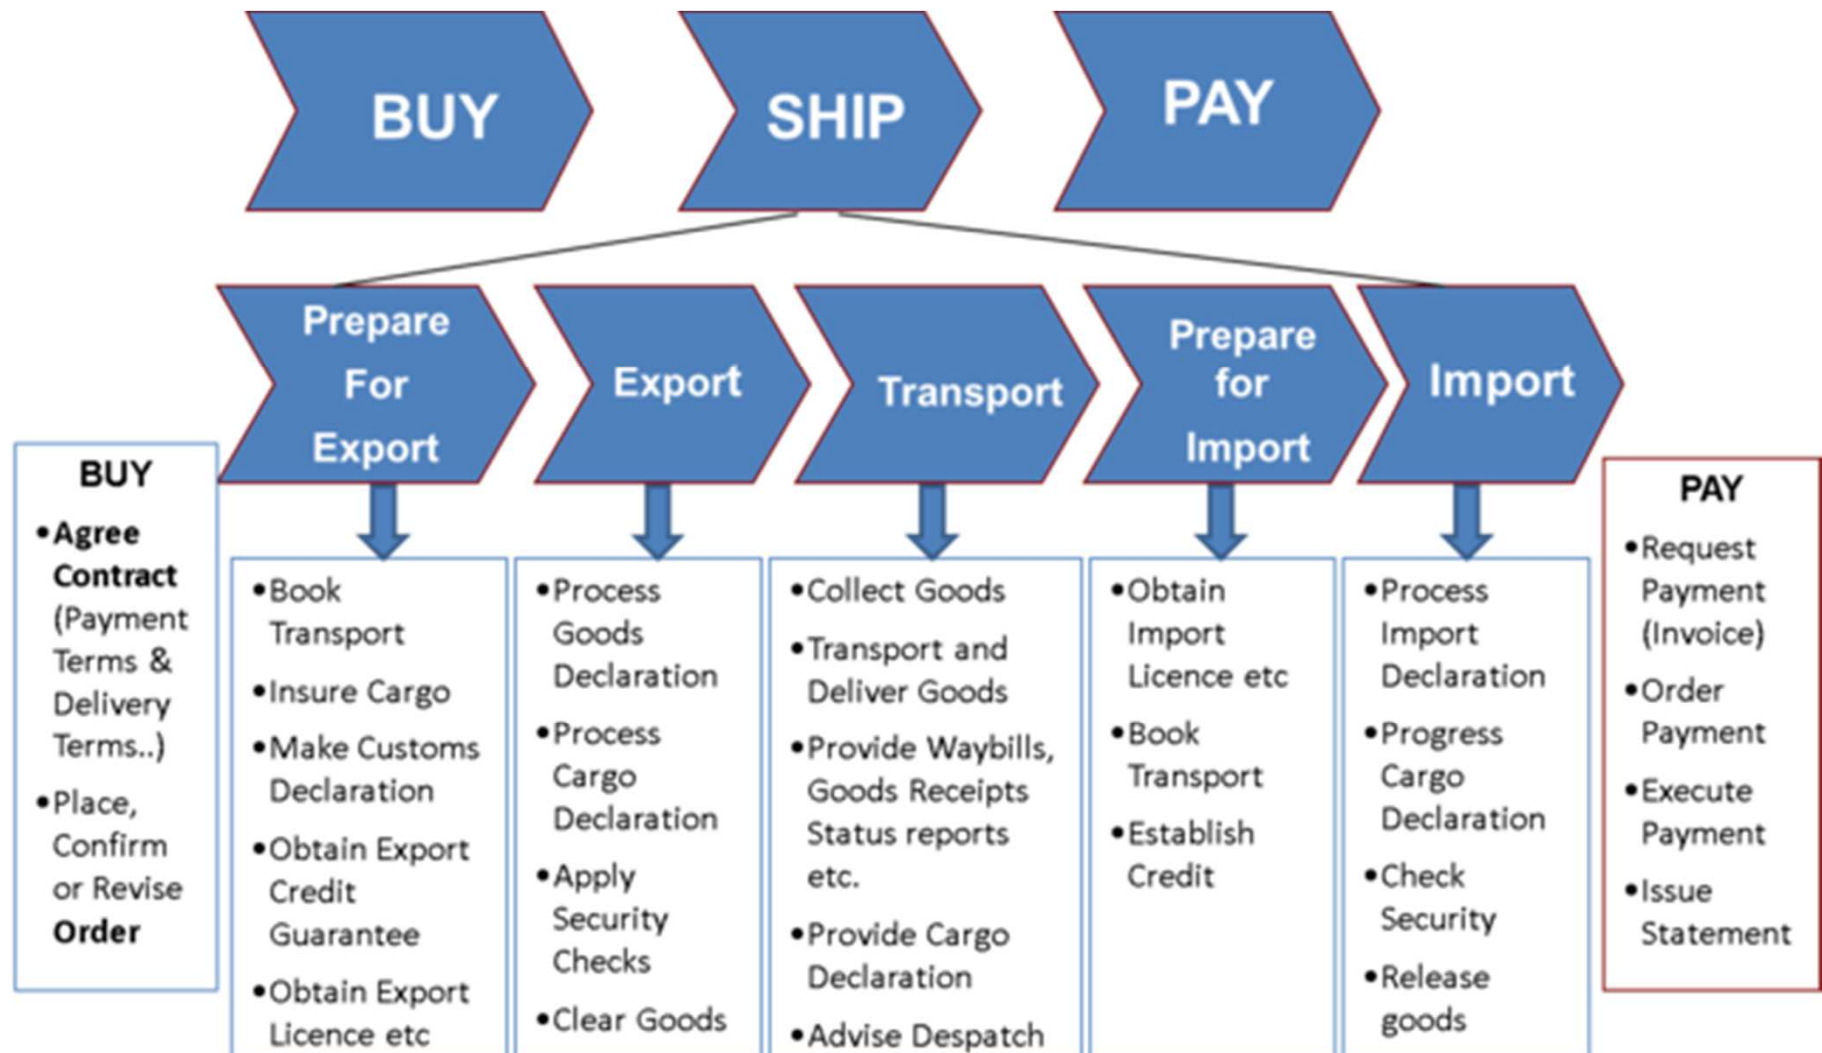 BUY
SHIP
PAY
Prepare
For
Export
Export
Transport
Prepare
for
Import
Import
BUY
•Agree
Contract
(Payment
Terms &
Delivery
Terms..)
•Place,
Confirm
or Revise
Order
•Book
Transport
•Insure Cargo
•Make Customs
Declaration
•Obtain Export
Credit
Guarantee
•Obtain Export
Licence etc
•Process
Goods
Declaration
•Process
Cargo
Declaration
•Apply
Security
Checks
•Clear Goods
•Collect Goods
•Transport and
Deliver Goods
•Provide Waybills,
Goods Receipts
Status reports
etc.
•Provide Cargo
Declaration
•Advise Despatch
•Obtain
Import
Licence etc
•Book
Transport
•Establish
Credit
•Process
Import
Declaration
•Progress
Cargo
Declaration
•Check
Security
•Release
goods
PAY
•Request
Payment
(Invoice)
•Order
Payment
•Execute
Payment
•Issue
Statement